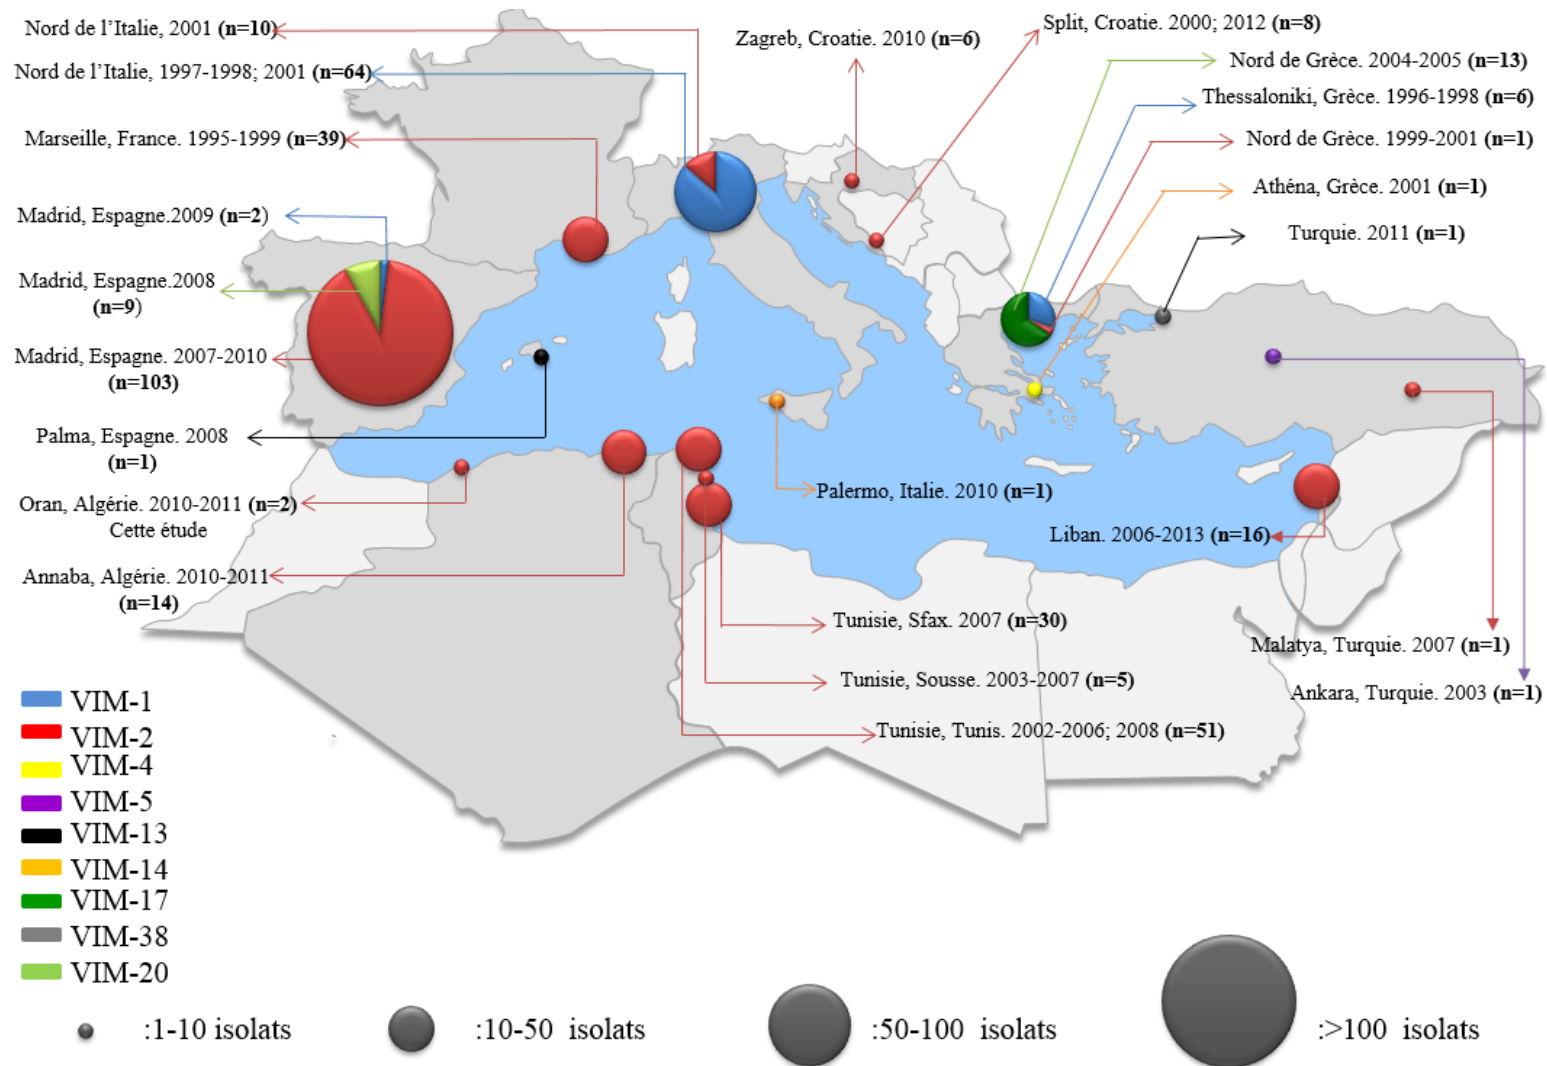 Nord de l’Italie, 2001 (n=10)
Nord de l’Italie, 1997-1998; 2001 (n=64)
Marseille, France. 1995-1999 (n=39)
Madrid, Espagne.2009 (n=2)
Madrid, Espagne.2008
(n=9)
Madrid, Espagne. 2007-2010
(n=103)
Palma, Espagne. 2008
(n=1)
Oran, Algérie. 2010-2011 (n=2)
Cette étude
Annaba, Algérie. 2010-2011
(n=14)
Zagreb, Croatie. 2010 (n=6)
Split, Croatie. 2000; 2012 (n=8)
Nord de Grèce. 2004-2005 (n=13)
Thessaloniki, Grèce. 1996-1998 (n=6)
Nord de Grèce. 1999-2001 (n=1)
Athéna, Grèce. 2001 (n=1)
Turquie. 2011 (n=1)
Palermo, Italie. 2010 (n=1)
Liban. 2006-2013 (n=16)
Tunisie, Sfax. 2007 (n=30)
Malatya, Turquie. 2007 (n=1)
Tunisie, Sousse. 2003-2007 (n=5)
Ankara, Turquie. 2003 (n=1)
Tunisie, Tunis. 2002-2006; 2008 (n=51)
VIM-1
VIM-2
VIM-4
VIM-5
VIM-13
VIM-14
VIM-17
VIM-38
VIM-20
:1-10 isolats
:10-50 isolats
:50-100 isolats
:>100 isolats